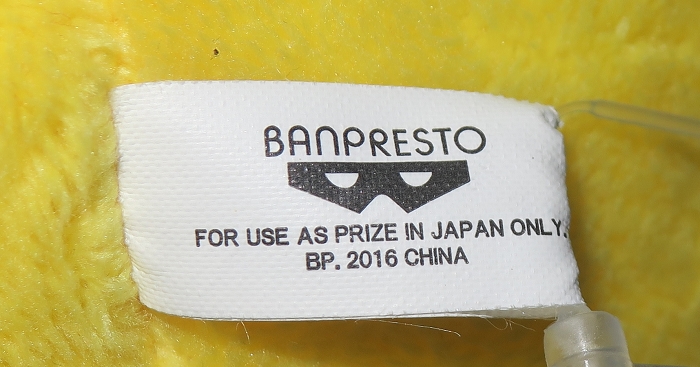 BANPRESTO
FOR USE AS PRIZE IN JAPAN ONLY.
BP. 2016 CHINA